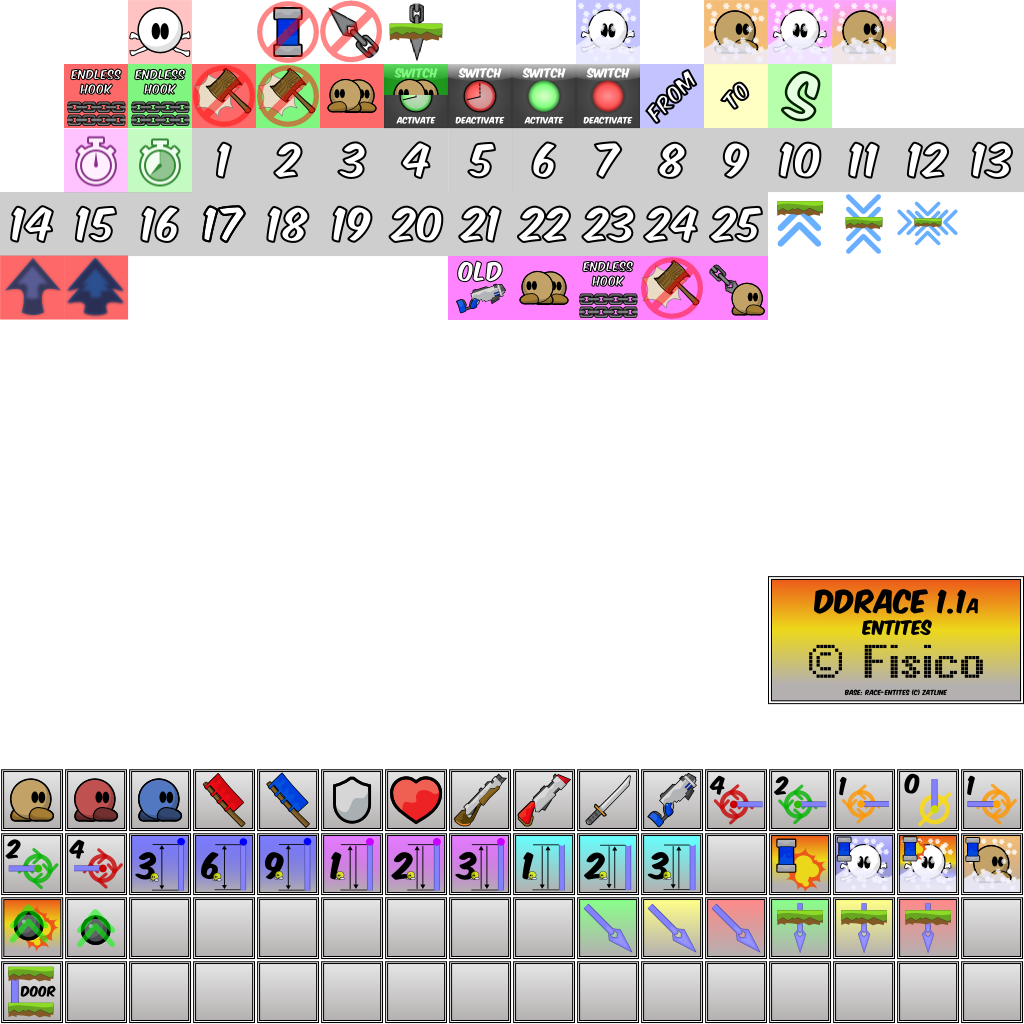 ENDLESS HOOK
ENDLESS HOOK
SWITCH ACTIVATE
SWITCH DEACTIVATE
SWITCH ACTIVATE
SWITCH DEACTIVATE
FROM
TO
S
1 2 3 4 5 6 7 8 9 10 11 12 13
14 15 16 17 18 19 20 21 22 23 24 25
OLD
ENDLESS HOOK
DDRACE 1.1A
ENTITES
© Fisico
BASE: RACE-ENTITES (C) ZATLINE
4 2 1 0 1
2 4 3 6 9 1 2 3 1 2 3
DOOR